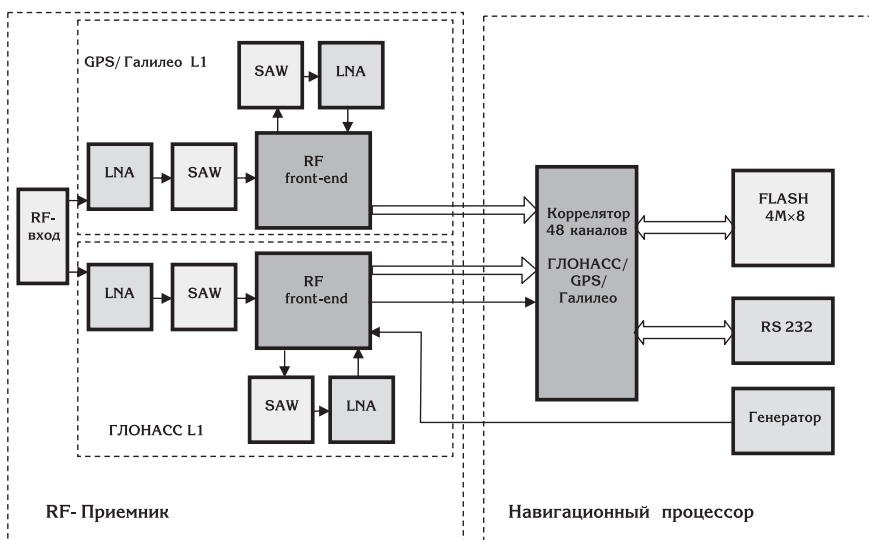 GPS/ Галилео L1
SAW
LNA
LNA
SAW
RF
front-end
RF-
вход
LNA
SAW
RF
front-end
SAW
LNA
ГЛОНАСС L1
RF- Приемник
Коррелятор
48 каналов
ГЛОНАСС/
GPS/
Галилео
FLASH
4M×8
RS 232
Генератор
Навигационный процессор